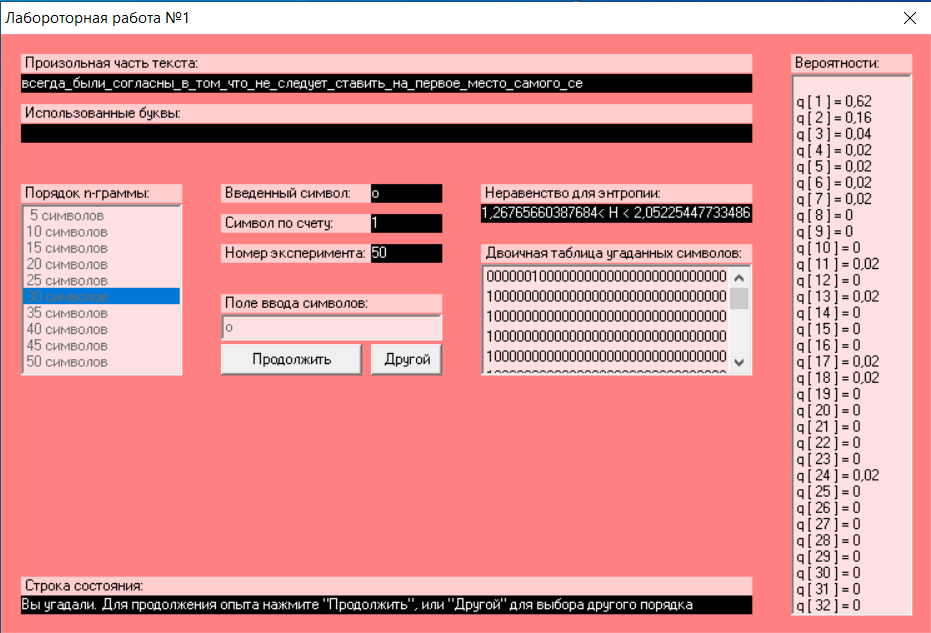 Лабороторная работа №1
Произольная часть текста:
всегда_были_согласны_в_том_что_не_следует_ставить_на_первое_место_самого_се
Использованные буквы:
Порядок n-граммы:
5 символов
10 символов
15 символов
20 символов
25 символов
30 символов
35 символов
40 символов
45 символов
50 символов
Введенный символ: о
Символ по счету: 1
Номер эксперимента: 50
Поле ввода символов:
о
Продолжить
Другой
Неравенство для энтропии:
1,26765660387684< H < 2,05225447733486
Двоичная таблица угаданных символов:
00000010000000000000000000000000
10000000000000000000000000000000
10000000000000000000000000000000
10000000000000000000000000000000
10000000000000000000000000000000
Вероятности:
q [ 1 ] = 0,62
q [ 2 ] = 0,16
q [ 3 ] = 0,04
q [ 4 ] = 0,02
q [ 5 ] = 0,02
q [ 6 ] = 0,02
q [ 7 ] = 0,02
q [ 8 ] = 0
q [ 9 ] = 0
q [ 10 ] = 0
q [ 11 ] = 0,02
q [ 12 ] = 0
q [ 13 ] = 0,02
q [ 14 ] = 0
q [ 15 ] = 0
q [ 16 ] = 0
q [ 17 ] = 0,02
q [ 18 ] = 0,02
q [ 19 ] = 0
q [ 20 ] = 0
q [ 21 ] = 0
q [ 22 ] = 0
q [ 23 ] = 0
q [ 24 ] = 0,02
q [ 25 ] = 0
q [ 26 ] = 0
q [ 27 ] = 0
q [ 28 ] = 0
q [ 29 ] = 0
q [ 30 ] = 0
q [ 31 ] = 0
q [ 32 ] = 0
Строка состояния:
Вы угадали. Для продолжения опыта нажмите "Продолжить", или "Другой" для выбора другого порядка